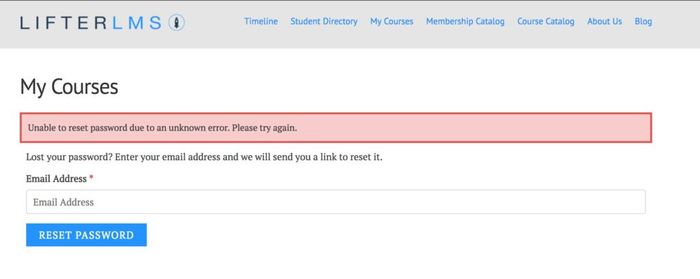 LIFTERLMS
Timeline Student Directory My Courses Membership Catalog Course Catalog About Us Blog
My Courses
Unable to reset password due to an unknown error. Please try again.
Lost your password? Enter your email address and we will send you a link to reset it.
Email Address *
Email Address
RESET PASSWORD